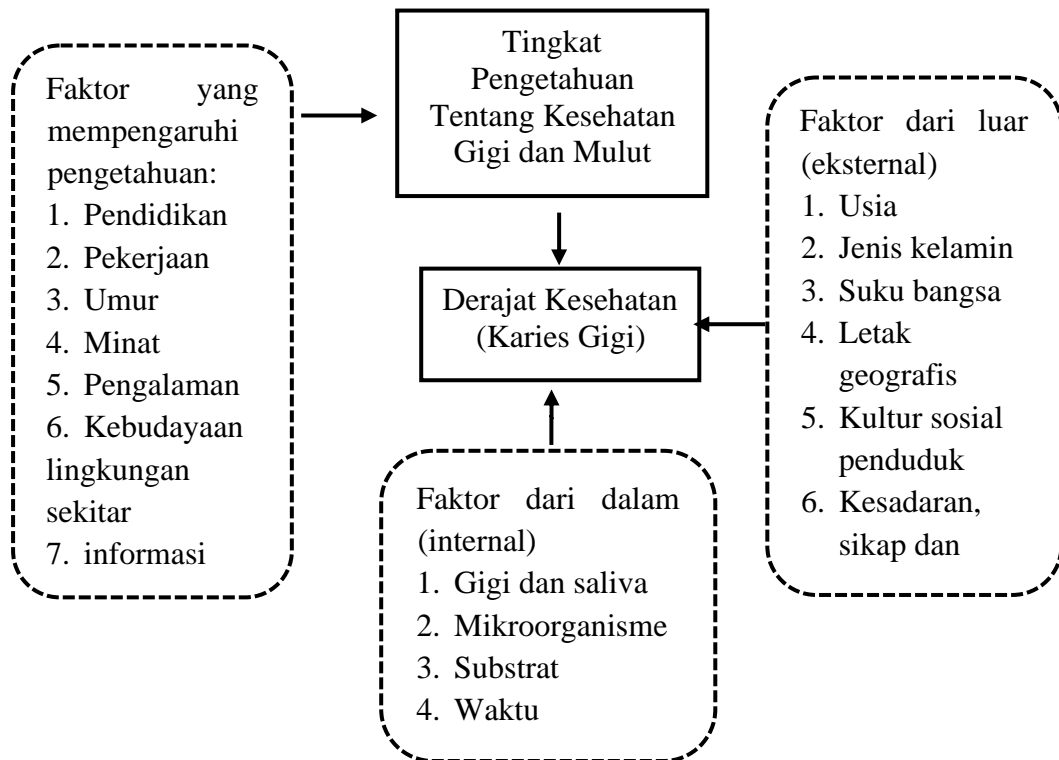 Faktor yang
mempengaruhi
pengetahuan:
1. Pendidikan
2. Pekerjaan
3. Umur
4. Minat
5. Pengalaman
6. Kebudayaan
lingkungan
sekitar
7. informasi
Tingkat
Pengetahuan
Tentang Kesehatan
Gigi dan Mulut
Derajat Kesehatan
(Karies Gigi)
Faktor dari dalam
(internal)
1. Gigi dan saliva
2. Mikroorganisme
3. Substrat
4. Waktu
Faktor dari luar
(eksternal)
1. Usia
2. Jenis kelamin
3. Suku bangsa
4. Letak
geografis
5. Kultur sosial
penduduk
6. Kesadaran,
sikap dan